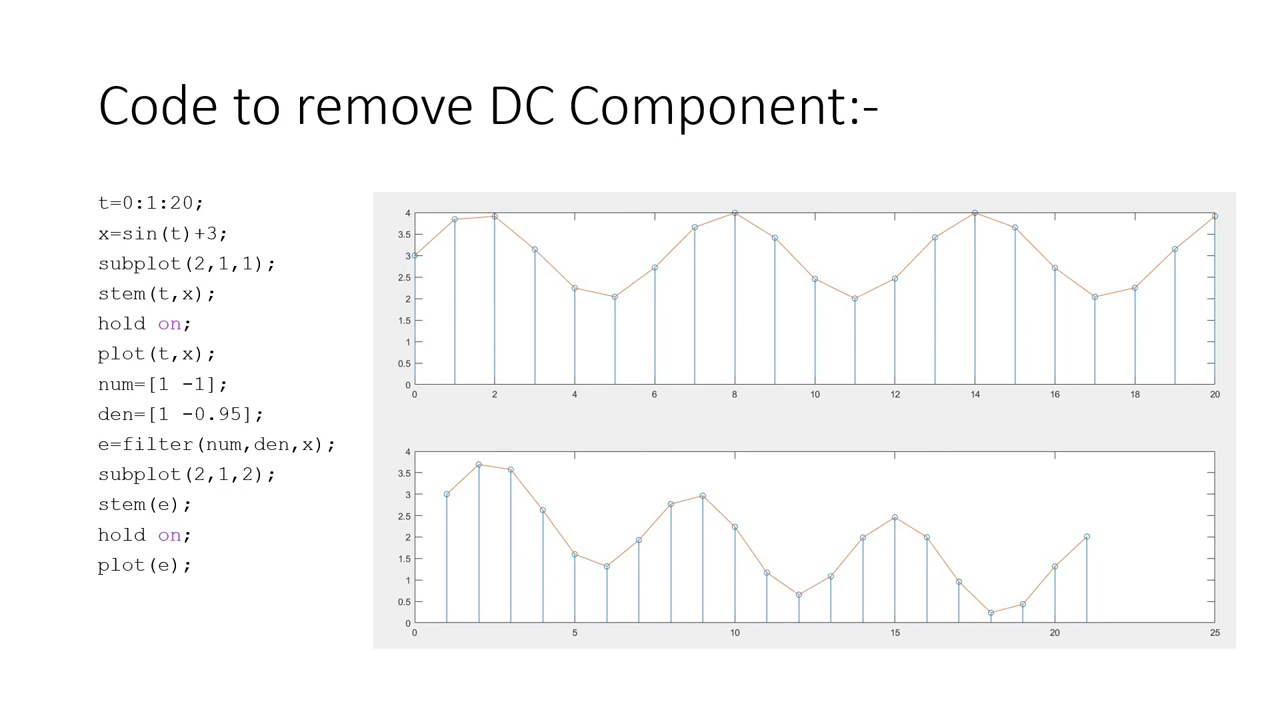 Code to remove DC Component:-
t=0:1:20;
x=sin(t)+3;
subplot(2,1,1);
stem(t,x);
hold on;
plot(t,x);
num=[1 -1];
den=[1 -0.95];
e=filter(num,den,x);
subplot(2,1,2);
stem(e);
hold on;
plot(e);
4
3.5
3
2.5
2
1.5
1
0.5
0
0 2 4 6 8 10 12 14 16 18 20
4
3.5
3
2.5
2
1.5
1
0.5
0
0 5 10 15 20 25